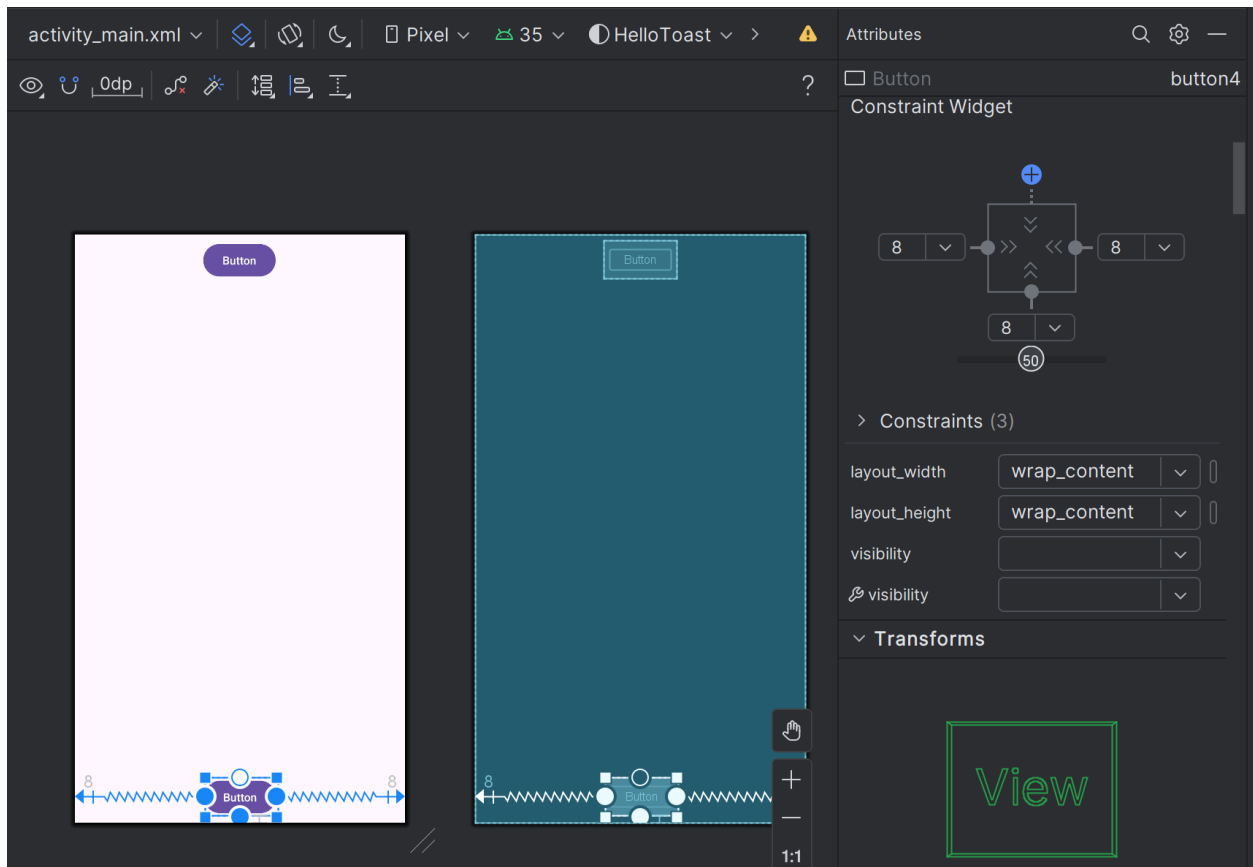 activity_main.xml Pixel 35 HelloToast Attributes
0dp ? Button button4
Constraint Widget
Button Button
8 8
8
50
Constraints (3)
layout_width wrap_content
layout_height wrap_content
visibility
visibility
Transforms
View
8 8 8
Button Button
1:1